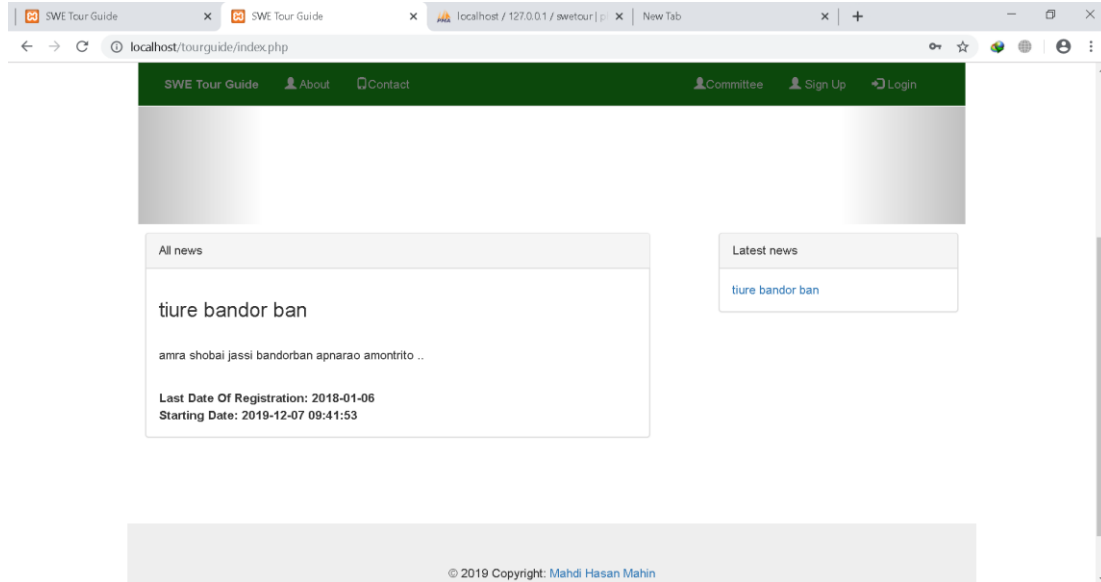 SWE Tour Guide SWE Tour Guide localhost / 127.0.0.1 / swetour | p New Tab
localhost/tourguide/index.php
SWE Tour Guide About Contact Committee Sign Up Login
All news
Latest news
tiure bandor ban
tiure bandor ban
amra shobai jassi bandorban apnarao amontrito ..
Last Date Of Registration: 2018-01-06
Starting Date: 2019-12-07 09:41:53
© 2019 Copyright: Mahdi Hasan Mahin